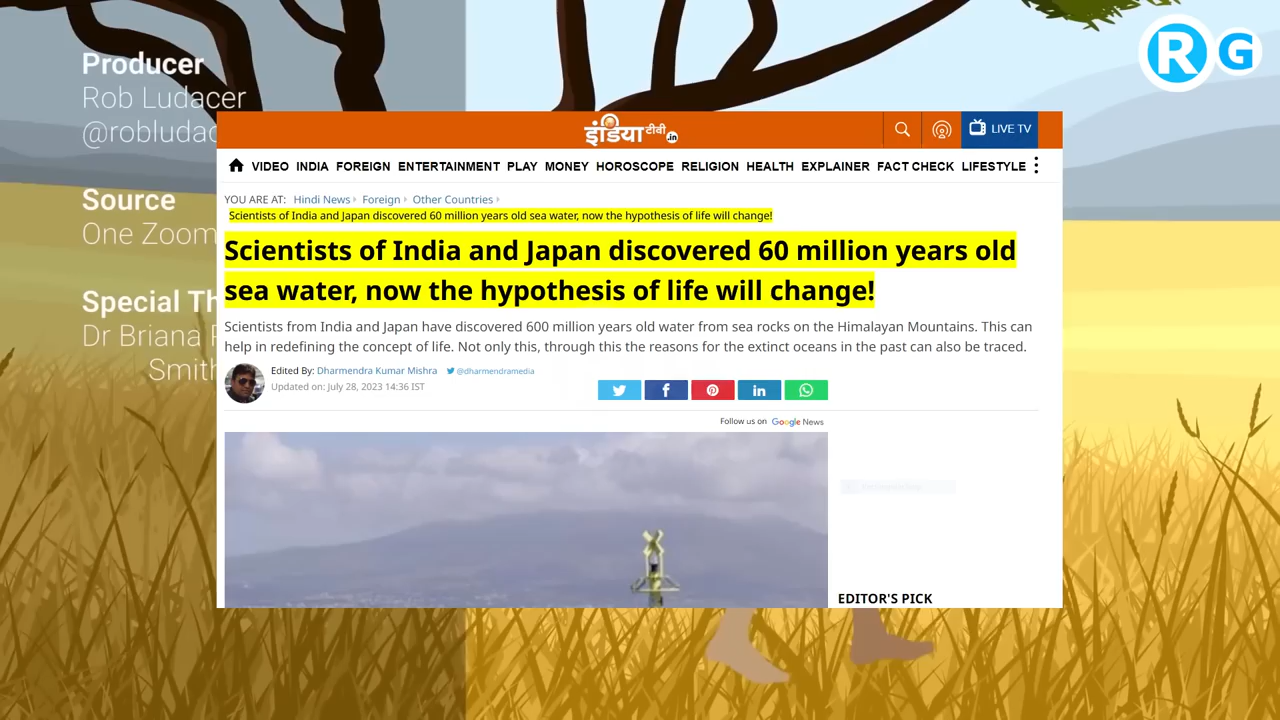 Producer
Rob Ludacer
@robludac
Source
One Zoom
Special Th
Dr Briana
Smith
R G
इंडिया टीवी .in
LIVE TV
VIDEO INDIA FOREIGN ENTERTAINMENT PLAY MONEY HOROSCOPE RELIGION HEALTH EXPLAINER FACT CHECK LIFESTYLE
YOU ARE AT: Hindi News Foreign Other Countries
Scientists of India and Japan discovered 60 million years old sea water, now the hypothesis of life will change!
Scientists of India and Japan discovered 60 million years old
sea water, now the hypothesis of life will change!
Scientists from India and Japan have discovered 600 million years old water from sea rocks on the Himalayan Mountains. This can
help in redefining the concept of life. Not only this, through this the reasons for the extinct oceans in the past can also be traced.
Edited By: Dharmendra Kumar Mishra @dharmendramedia
Updated on: July 28, 2023 14:36 IST
Follow us on Google News
EDITOR'S PICK